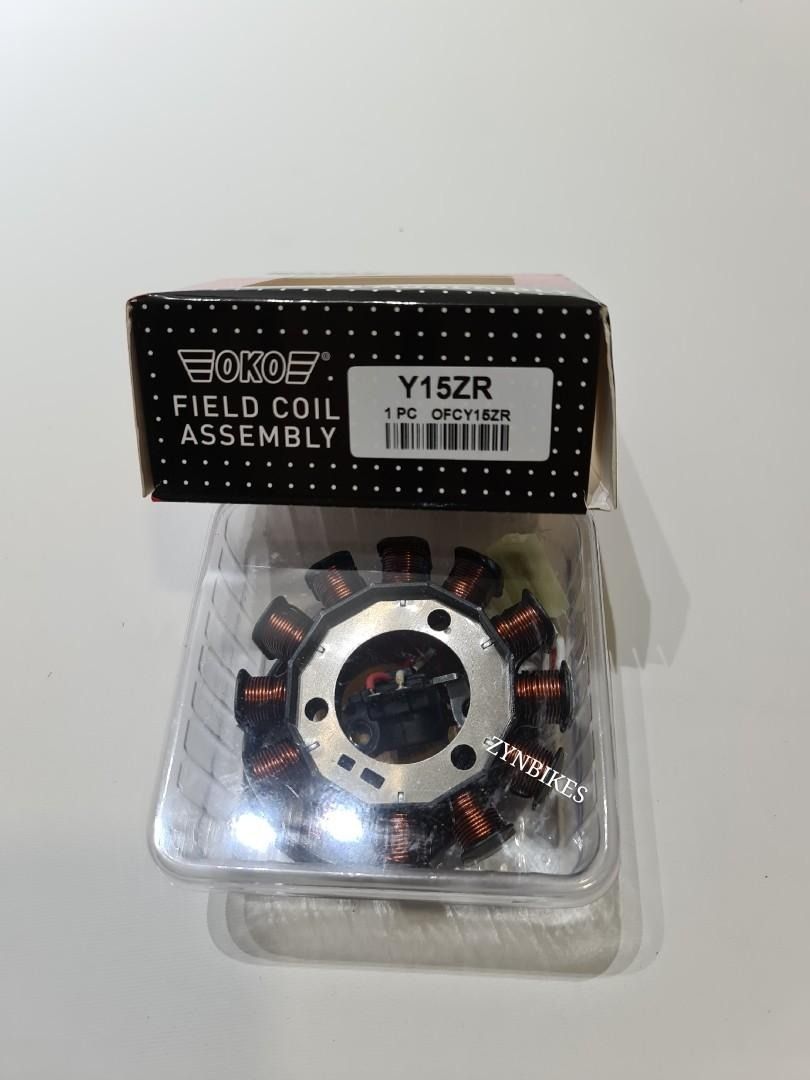 OKO®
FIELD COIL
ASSEMBLY
Y15ZR
1 PC OFCY15ZR
ZYNBIKES